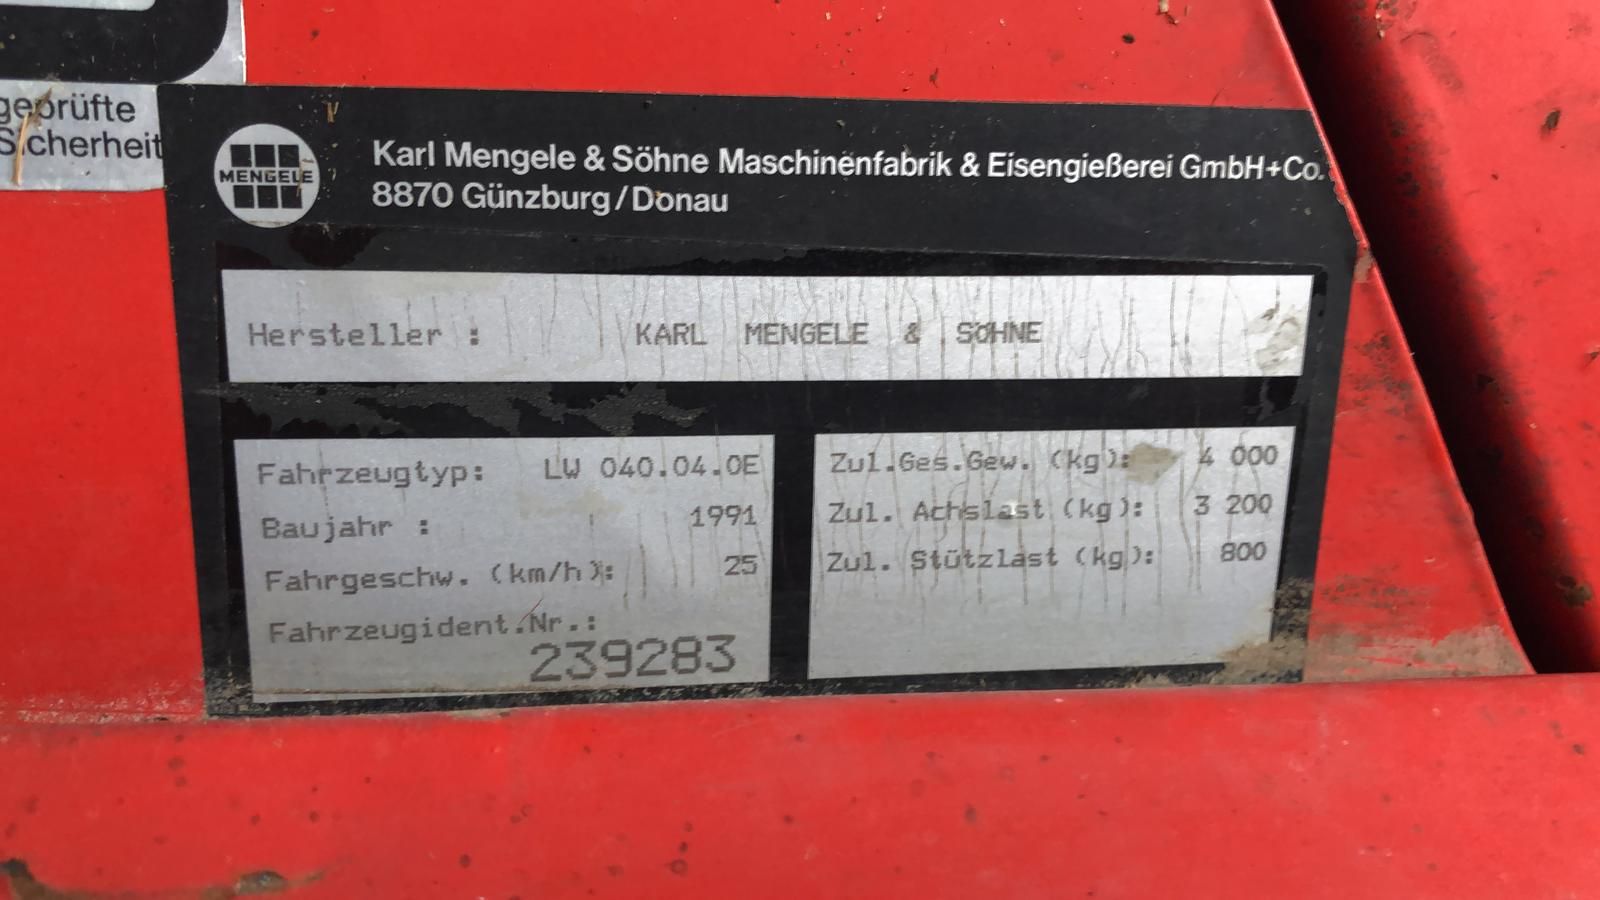 geprüfte
Sicherheit
MENGELE
Karl Mengele & Söhne Maschinenfabrik & Eisengießerei GmbH+Co.
8870 Günzburg/Donau
Hersteller : KARL MENGELE & SÖHNE
Fahrzeugtyp: LW 040.04.0E
Baujahr : 1991
Fahrgeschw. (km/h): 25
Fahrzeugident.Nr.:
239283
Zul.Ges.Gew. (kg): 4 000
Zul. Achslast (kg): 3 200
Zul. Stützlast (kg): 800